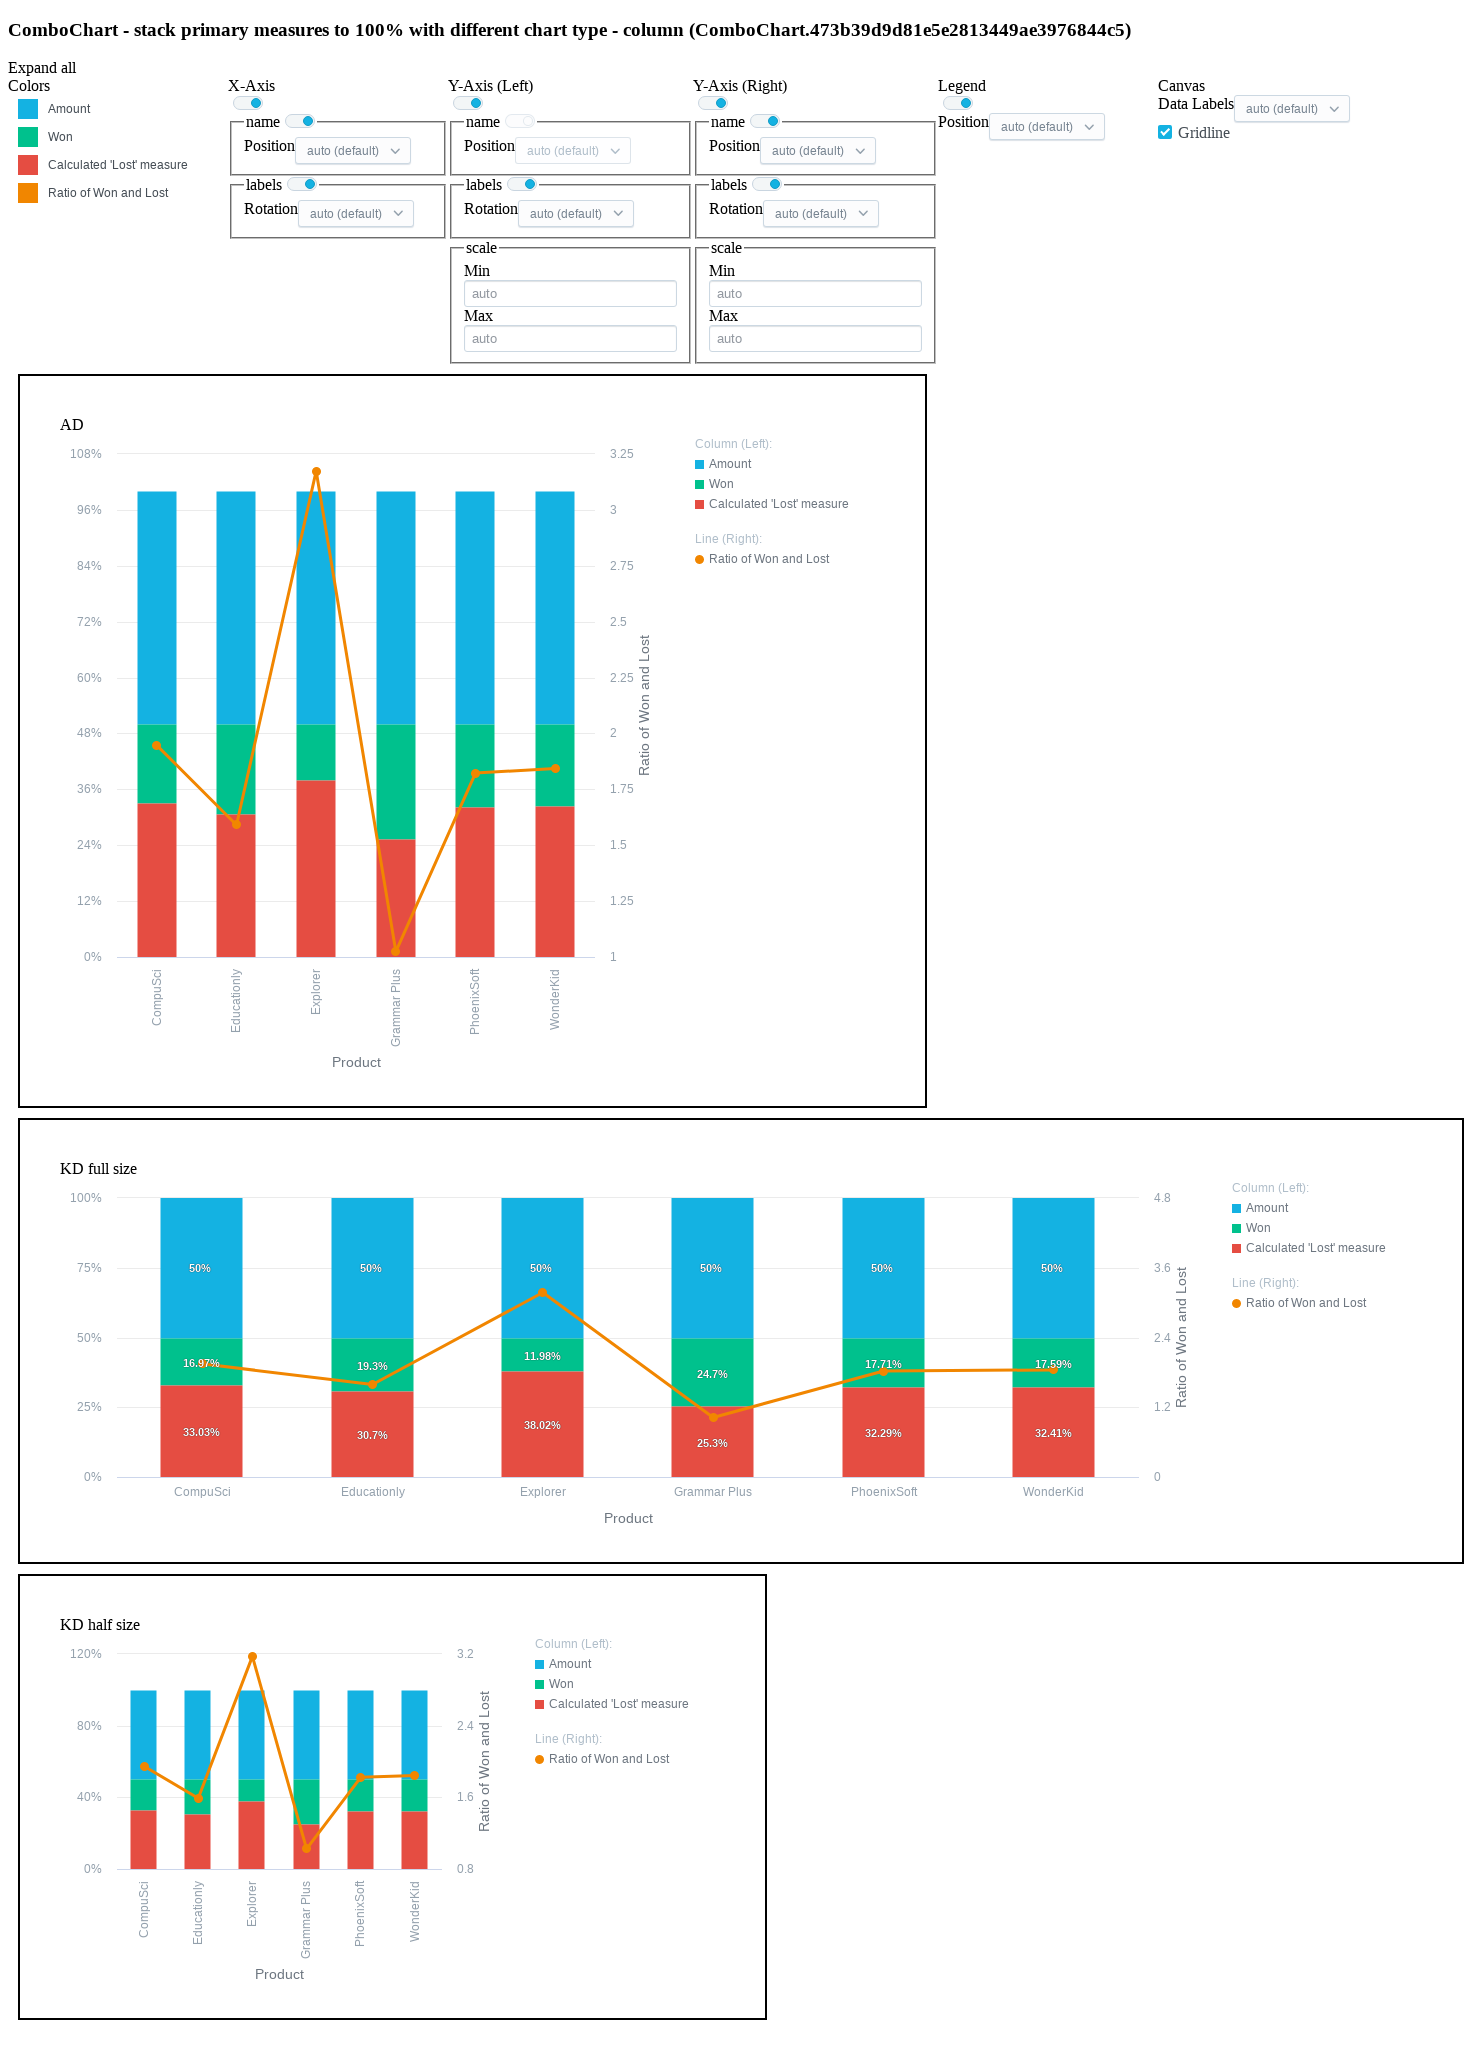 ComboChart - stack primary measures to 100% with different chart type - column (ComboChart.473b39d9d81e5e2813449ae3976844c5)
Expand all
Colors
Amount
Won
Calculated 'Lost' measure
Ratio of Won and Lost
X-Axis
name
Position auto (default)
labels
Rotation auto (default)
Y-Axis (Left)
name
Position auto (default)
labels
Rotation auto (default)
scale
Min
auto
Max
auto
Y-Axis (Right)
name
Position auto (default)
labels
Rotation auto (default)
scale
Min
auto
Max
auto
Legend
Position auto (default)
Canvas
Data Labels auto (default)
Gridline
AD
108%
96%
84%
72%
60%
48%
36%
24%
12%
0%
3.25
3
2.75
2.5
2.25
2
1.75
1.5
1.25
1
Ratio of Won and Lost
CompuSci
Educationly
Explorer
Grammar Plus
PhoenixSoft
WonderKid
Product
Column (Left):
Amount
Won
Calculated 'Lost' measure
Line (Right):
Ratio of Won and Lost
KD full size
100%
75%
50%
25%
0%
50% 50% 50% 50% 50% 50%
16.97% 19.3% 11.98% 24.7% 17.71% 17.59%
33.03% 30.7% 38.02% 25.3% 32.29% 32.41%
4.8
3.6
2.4
1.2
0
Ratio of Won and Lost
CompuSci Educationly Explorer Grammar Plus PhoenixSoft WonderKid
Product
Column (Left):
Amount
Won
Calculated 'Lost' measure
Line (Right):
Ratio of Won and Lost
KD half size
120%
80%
40%
0%
3.2
2.4
1.6
0.8
Ratio of Won and Lost
CompuSci
Educationly
Explorer
Grammar Plus
PhoenixSoft
WonderKid
Product
Column (Left):
Amount
Won
Calculated 'Lost' measure
Line (Right):
Ratio of Won and Lost